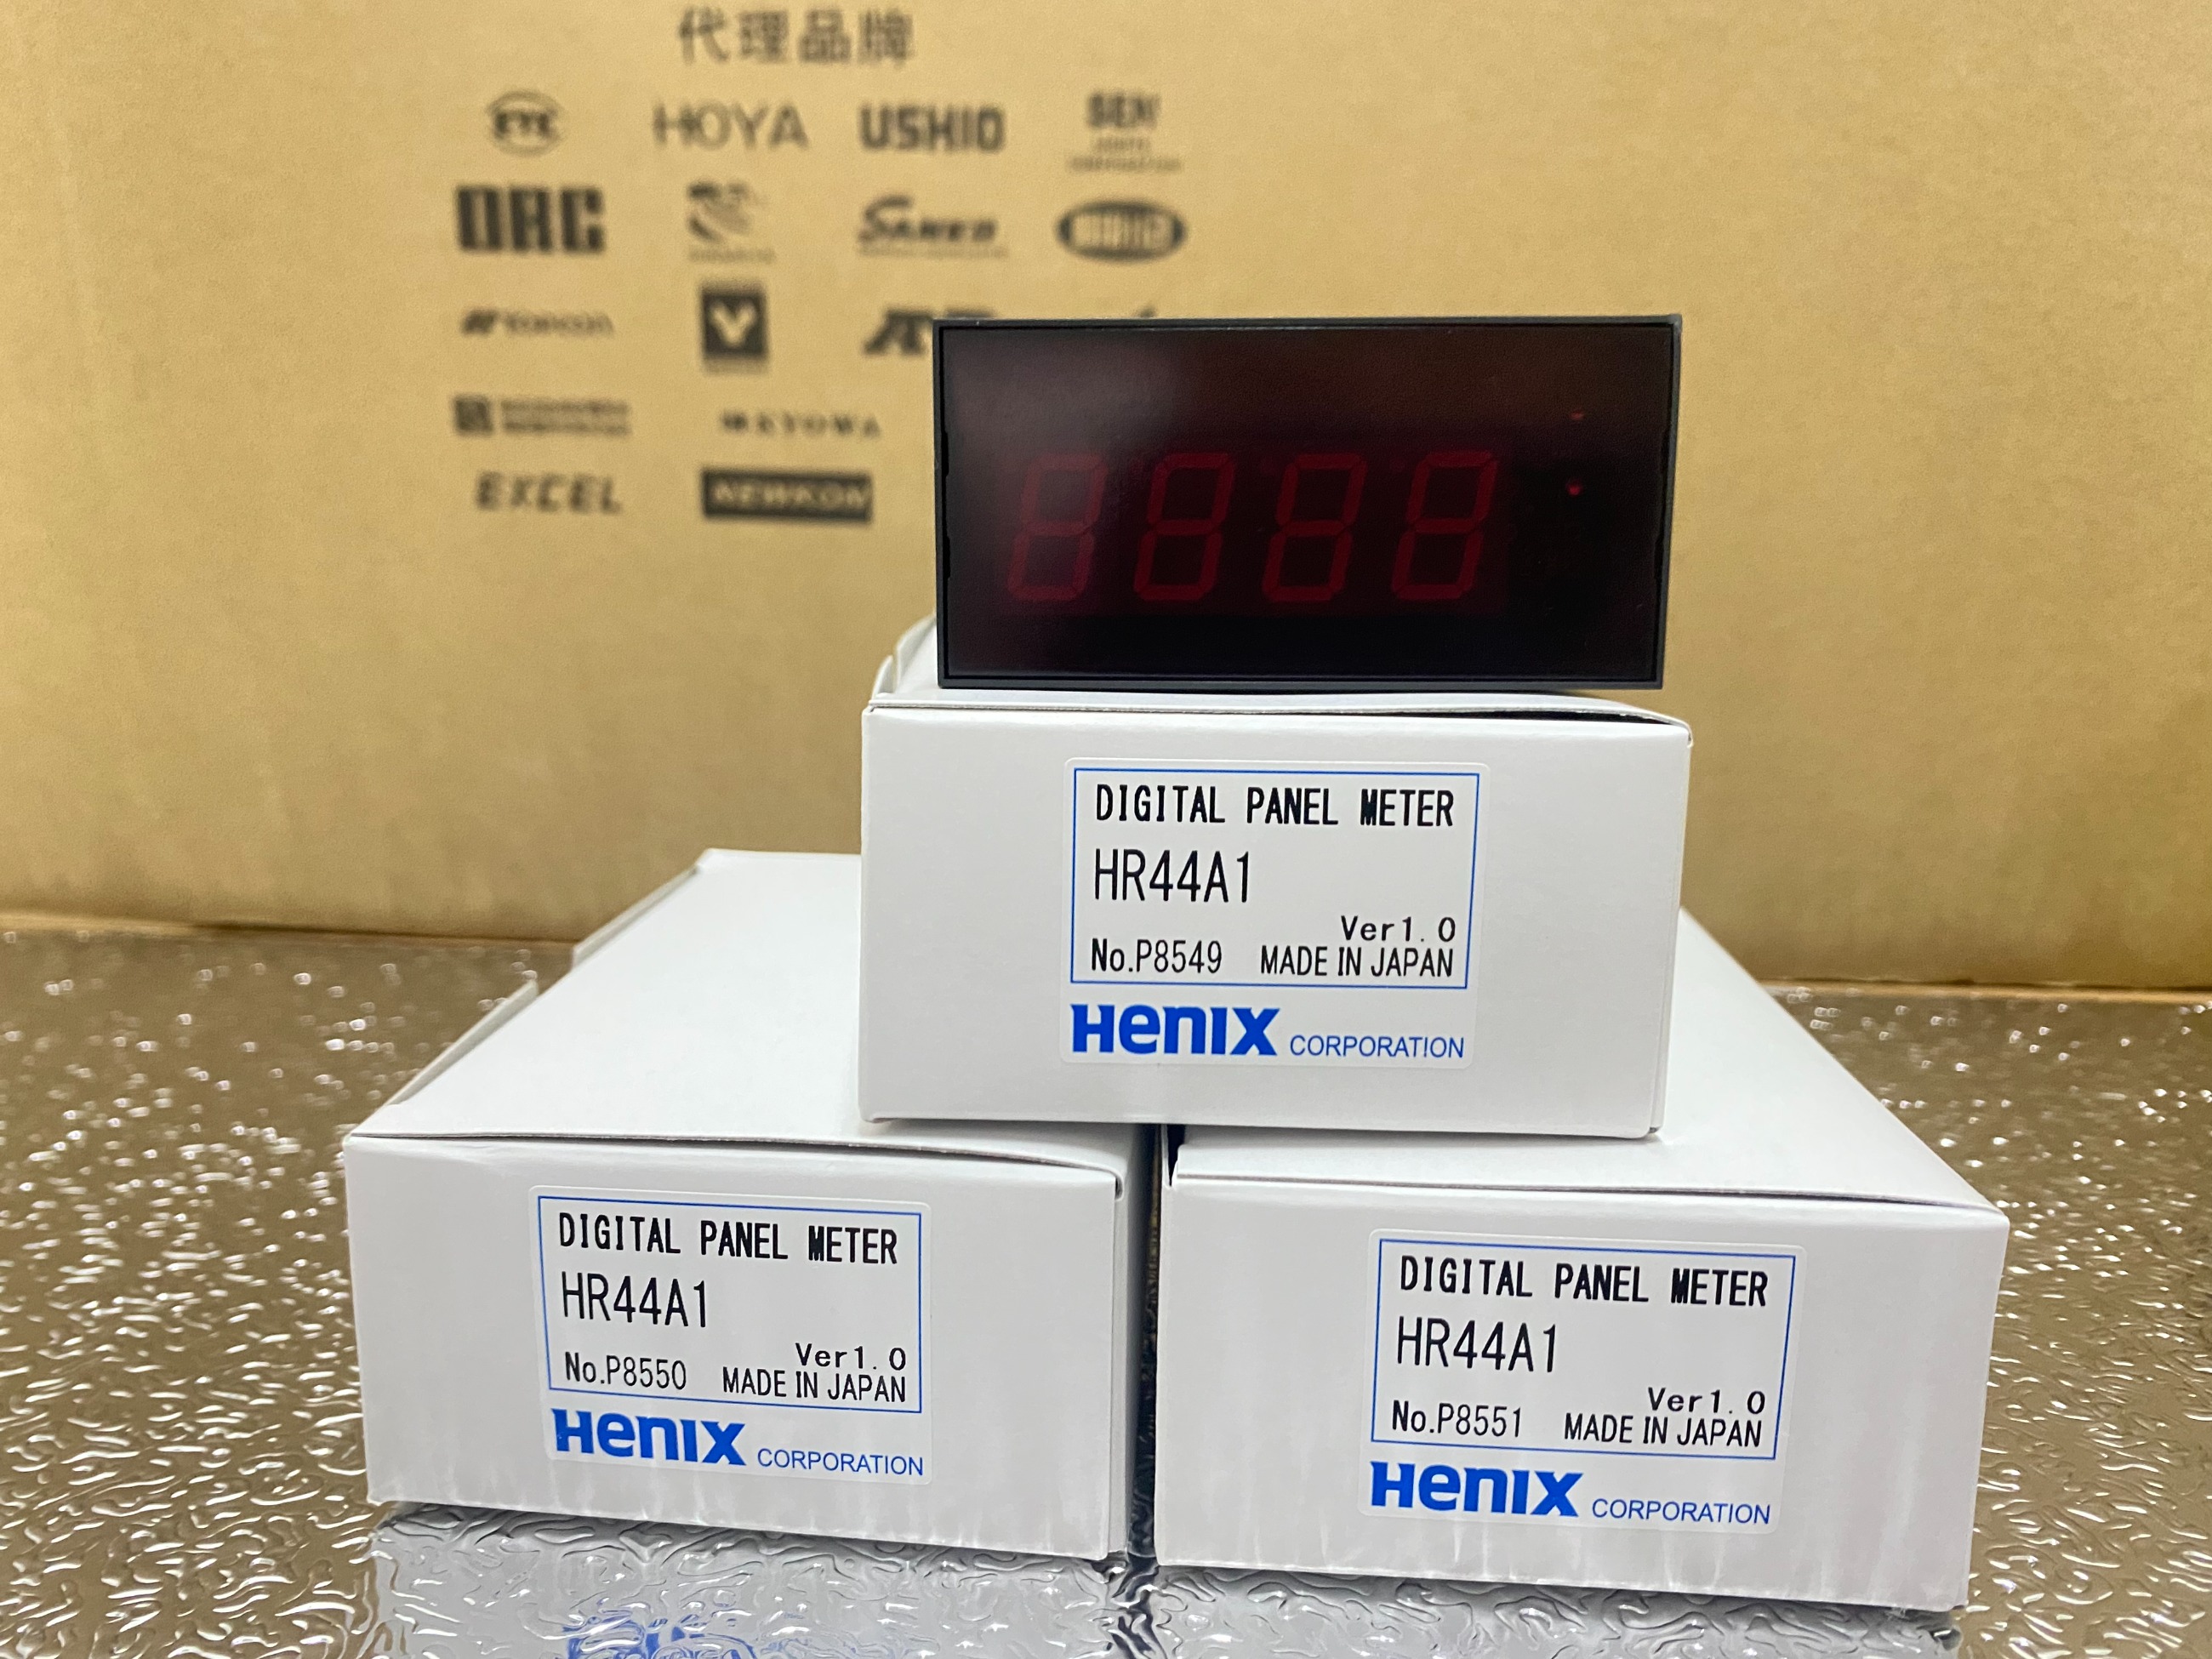 代理品牌
HOYA
USHIO
ORC
EXCEL
DIGITAL PANEL METER
HR44A1
Ver1.0
No.P8549 MADE IN JAPAN
HENIX CORPORATION
DIGITAL PANEL METER
HR44A1
Ver1.0
No.P8550 MADE IN JAPAN
HENIX CORPORATION
DIGITAL PANEL METER
HR44A1
Ver1.0
No.P8551 MADE IN JAPAN
HENIX CORPORATION